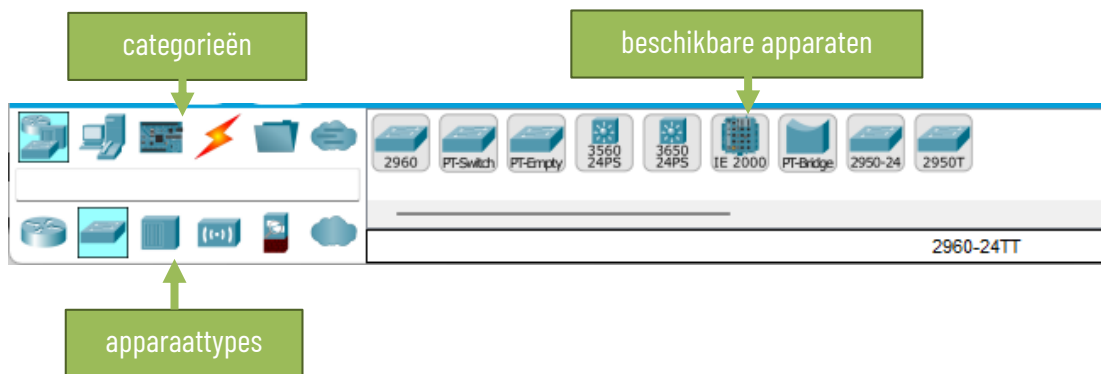 categorieën
beschikbare apparaten
2960
PT-Switch
PT-Empty
3560
24PS
3650
24PS
IE 2000
PT-Bridge
2950-24
2950T
2960-24TT
apparaattypes